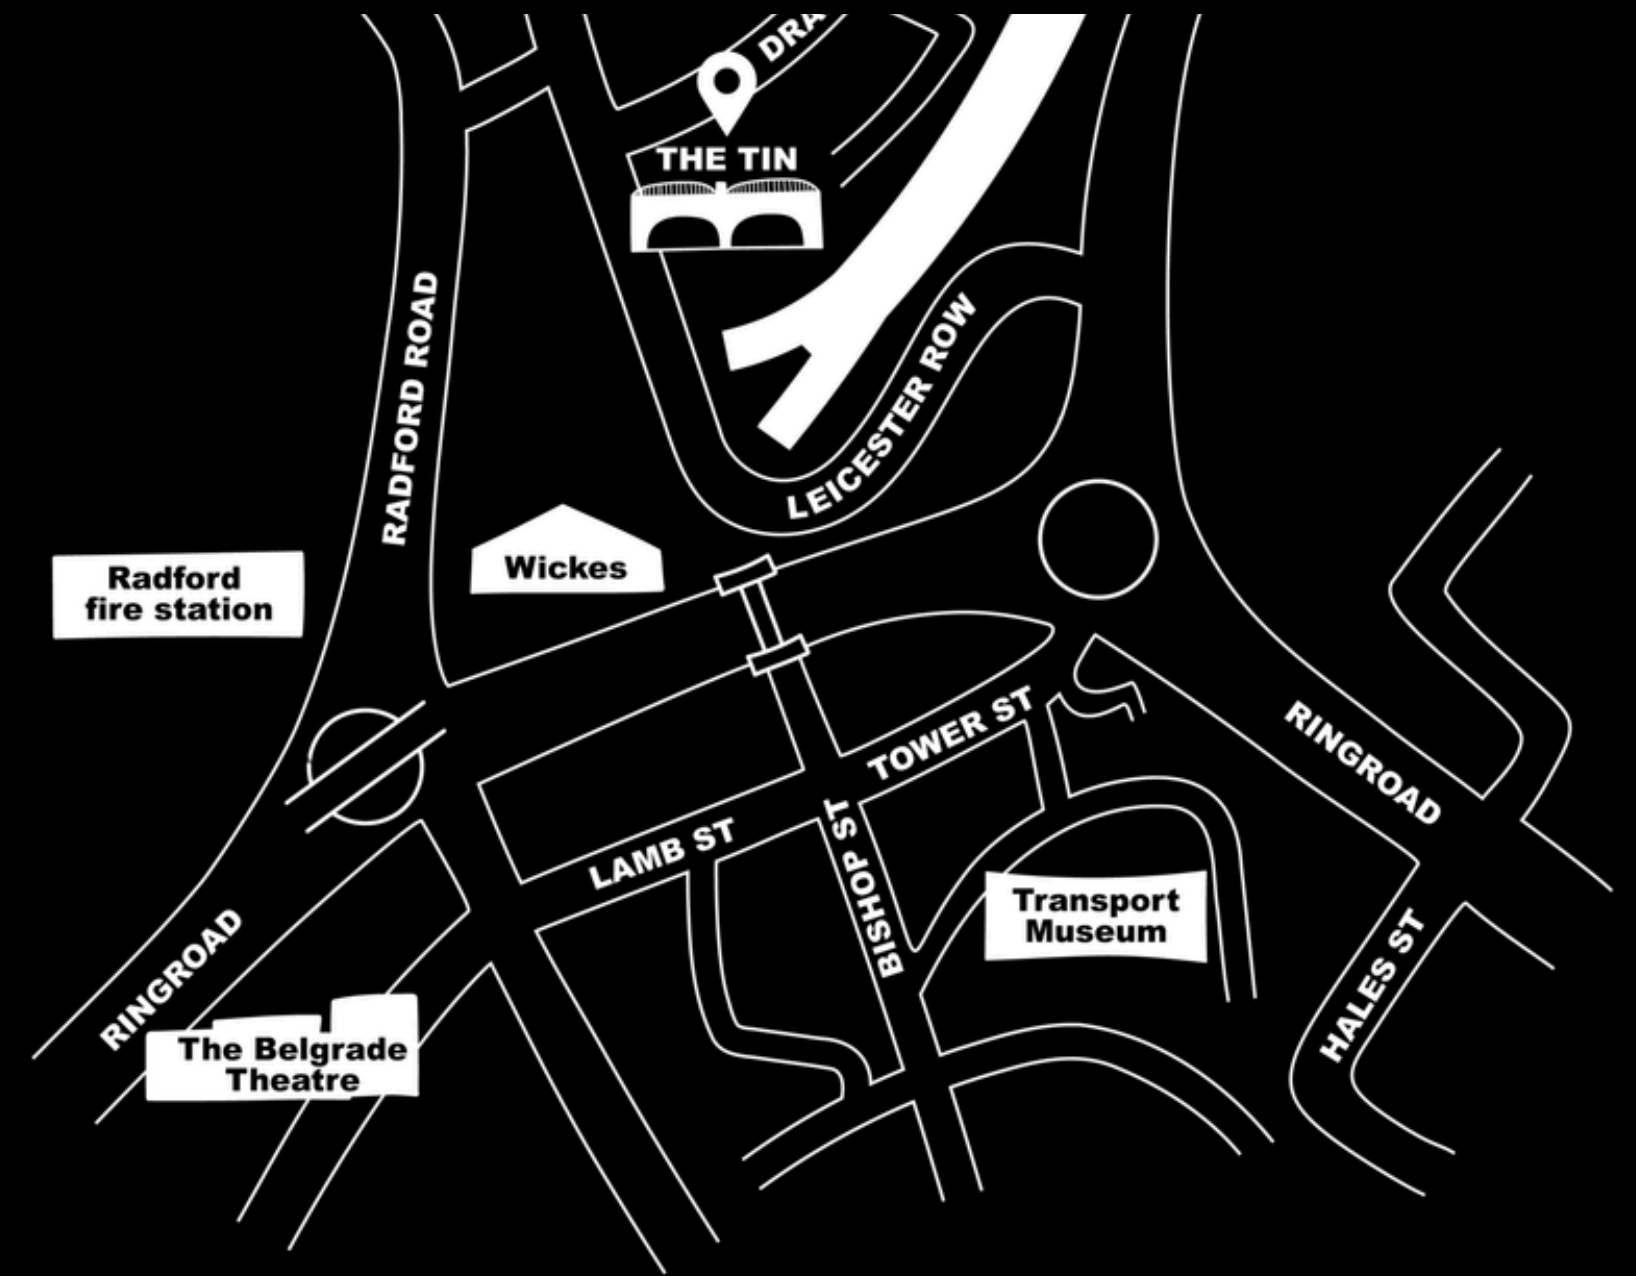 DRA
THE TIN
RADFORD ROAD
LEICESTER ROW
Wickes
Radford
fire station
TOWER ST
RINGROAD
LAMB ST
BISHOP ST
Transport
Museum
RINGROAD
HALES ST
The Belgrade
Theatre